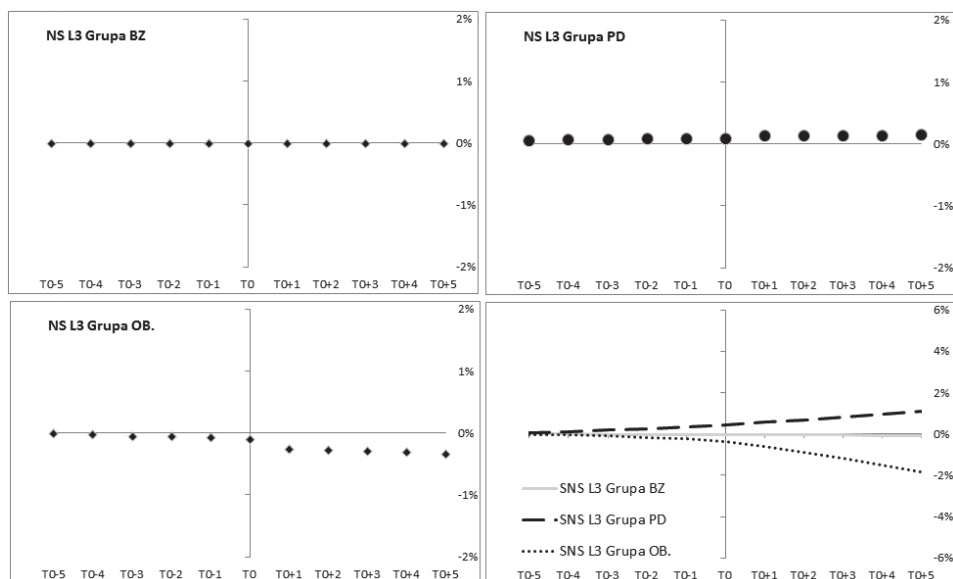 NS L3 Grupa BZ
2%
1%
0%
-1%
-2%
T0-5 T0-4 T0-3 T0-2 T0-1 T0 T0+1 T0+2 T0+3 T0+4 T0+5
NS L3 Grupa PD
2%
1%
0%
-1%
-2%
T0-5 T0-4 T0-3 T0-2 T0-1 T0 T0+1 T0+2 T0+3 T0+4 T0+5
NS L3 Grupa OB.
2%
1%
0%
-1%
-2%
T0-5 T0-4 T0-3 T0-2 T0-1 T0 T0+1 T0+2 T0+3 T0+4 T0+5
6%
4%
2%
0%
-2%
SNS L3 Grupa BZ
-4%
SNS L3 Grupa PD
SNS L3 Grupa OB.
-6%
T0-5 T0-4 T0-3 T0-2 T0-1 T0 T0+1 T0+2 T0+3 T0+4 T0+5